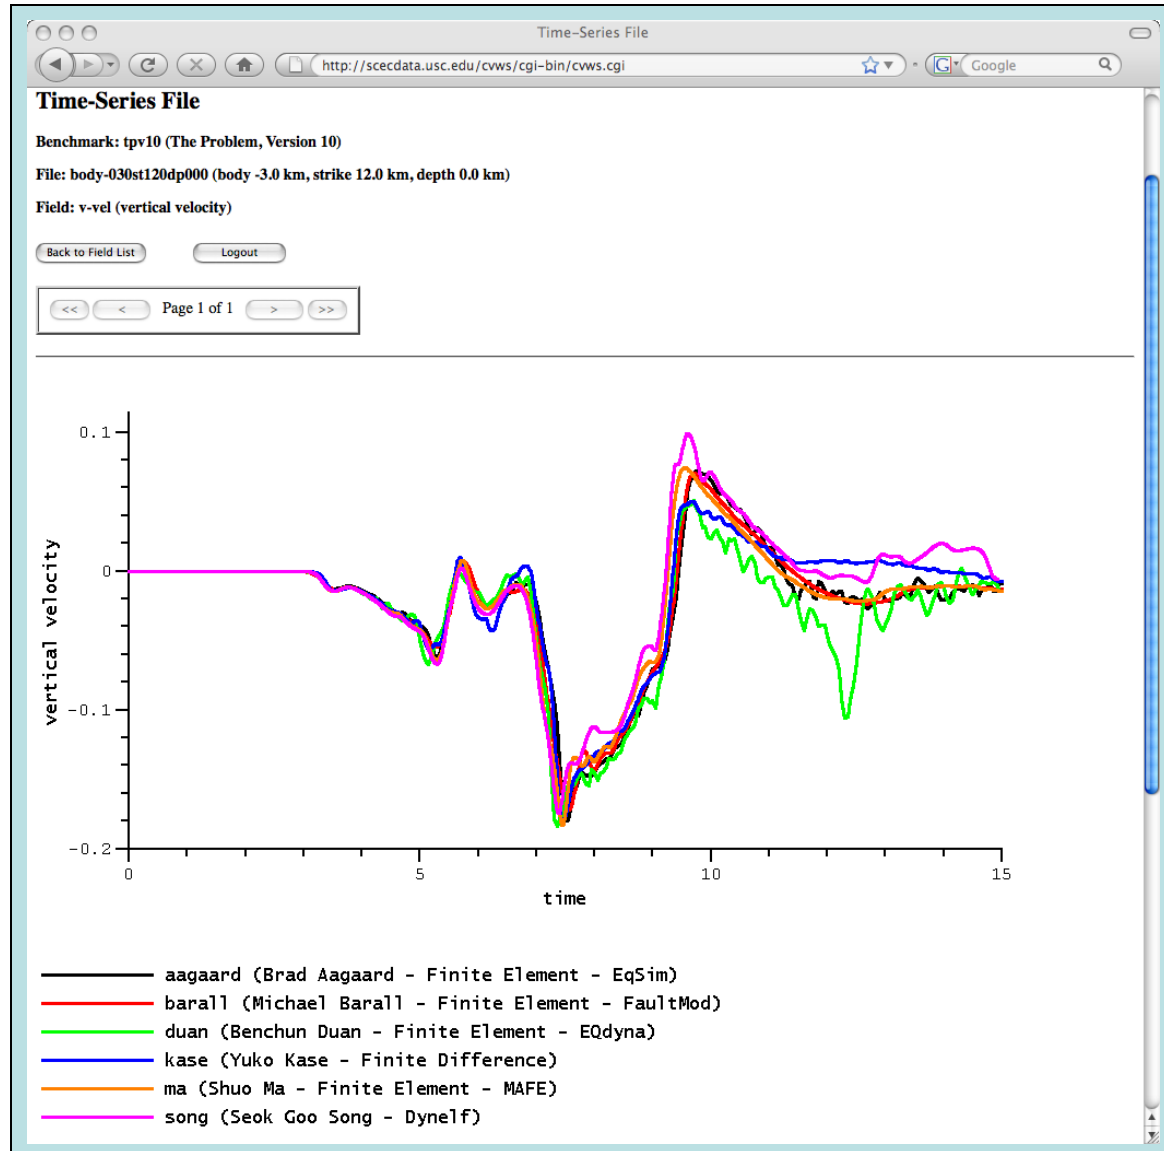 Time-Series File
http://scecdata.usc.edu/cvws/cgi-bin/cvws.cgi
G
Google
Time-Series File
Benchmark: tpv10 (The Problem, Version 10)
File: body-030st120dp000 (body -3.0 km, strike 12.0 km, depth 0.0 km)
Field: v-vel (vertical velocity)
Back to Field List
Logout
<< < Page 1 of 1 > >>
0.1
0
-0.1
-0.2
vertical velocity
0 5 10 15
time
aagaard (Brad Aagaard - Finite Element - EqSim)
barall (Michael Barall - Finite Element - FaultMod)
duan (Benchun Duan - Finite Element - EQdyna)
kase (Yuko Kase - Finite Difference)
ma (Shuo Ma - Finite Element - MAFE)
song (Seok Goo Song - Dynelf)